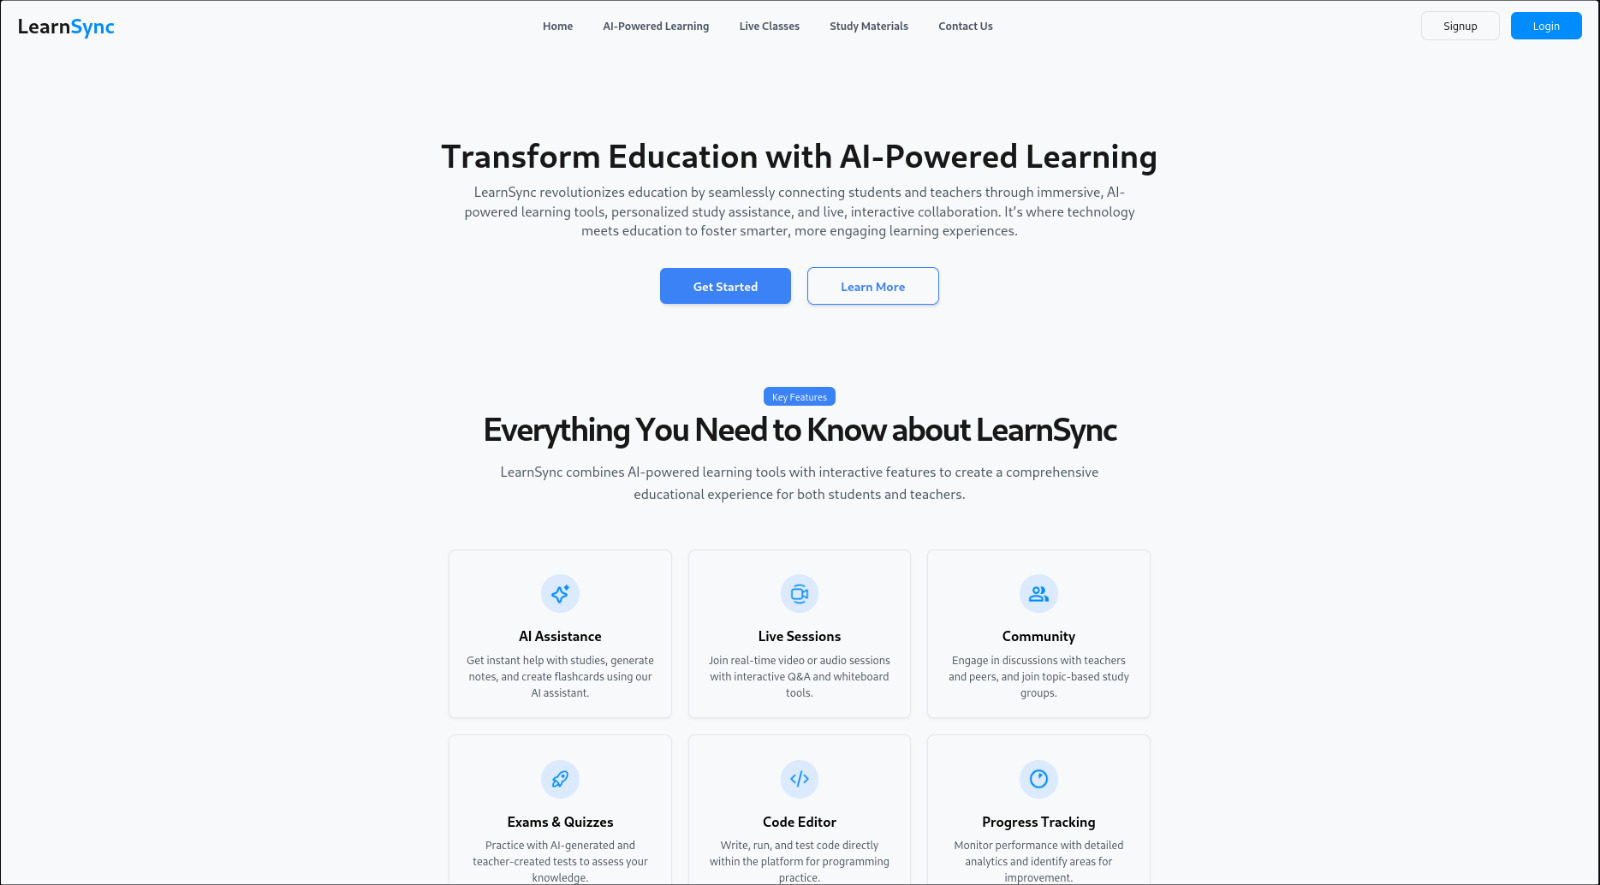 LearnSync
Home
AI-Powered Learning
Live Classes
Study Materials
Contact Us
Signup
Login
Transform Education with AI-Powered Learning
LearnSync revolutionizes education by seamlessly connecting students and teachers through immersive, AI-
powered learning tools, personalized study assistance, and live, interactive collaboration. It's where technology
meets education to foster smarter, more engaging learning experiences.
Get Started
Learn More
Key Features
Everything You Need to Know about LearnSync
LearnSync combines AI-powered learning tools with interactive features to create a comprehensive
educational experience for both students and teachers.
AI Assistance
Get instant help with studies, generate
notes, and create flashcards using our
AI assistant.
Live Sessions
Join real-time video or audio sessions
with interactive Q&A and whiteboard
tools.
Community
Engage in discussions with teachers
and peers, and join topic-based study
groups.
Exams & Quizzes
Practice with AI-generated and
teacher-created tests to assess your
knowledge.
Code Editor
Write, run, and test code directly
within the platform for programming
practice.
Progress Tracking
Monitor performance with detailed
analytics and identify areas for
improvement.